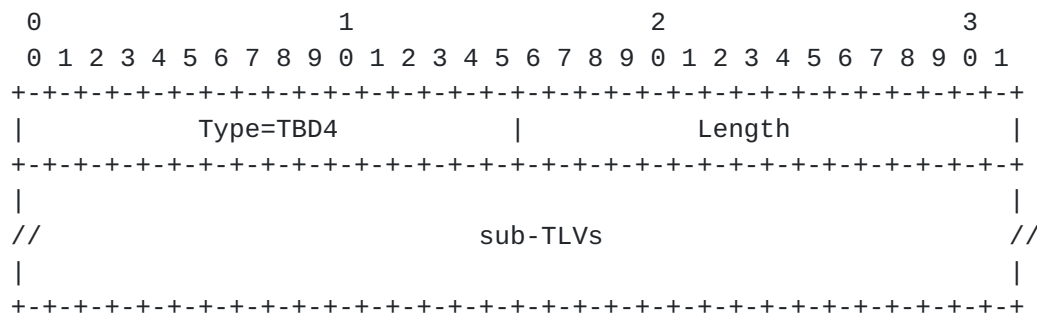 0                   1                   2                   3
 0 1 2 3 4 5 6 7 8 9 0 1 2 3 4 5 6 7 8 9 0 1 2 3 4 5 6 7 8 9 0 1
+-+-+-+-+-+-+-+-+-+-+-+-+-+-+-+-+-+-+-+-+-+-+-+-+-+-+-+-+-+-+-+-+
|           Type=TBD4           |           Length              |
+-+-+-+-+-+-+-+-+-+-+-+-+-+-+-+-+-+-+-+-+-+-+-+-+-+-+-+-+-+-+-+-+
|                                                               |
//                            sub-TLVs                          //
|                                                               |
+-+-+-+-+-+-+-+-+-+-+-+-+-+-+-+-+-+-+-+-+-+-+-+-+-+-+-+-+-+-+-+-+